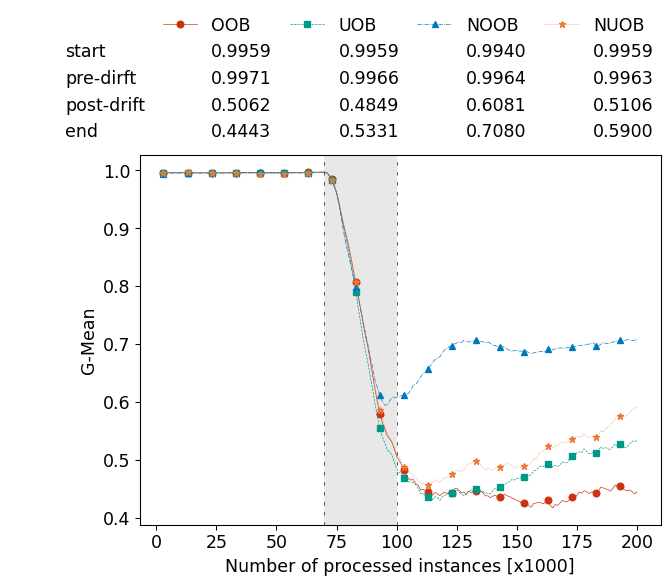 OOB UOB NOOB NUOB
start 0.9959 0.9959 0.9940 0.9959
pre-dirft 0.9971 0.9966 0.9964 0.9963
post-drift 0.5062 0.4849 0.6081 0.5106
end 0.4443 0.5331 0.7080 0.5900
1.0
0.9
0.8
0.7
0.6
0.5
0.4
G-Mean
0 25 50 75 100 125 150 175 200
Number of processed instances [x1000]